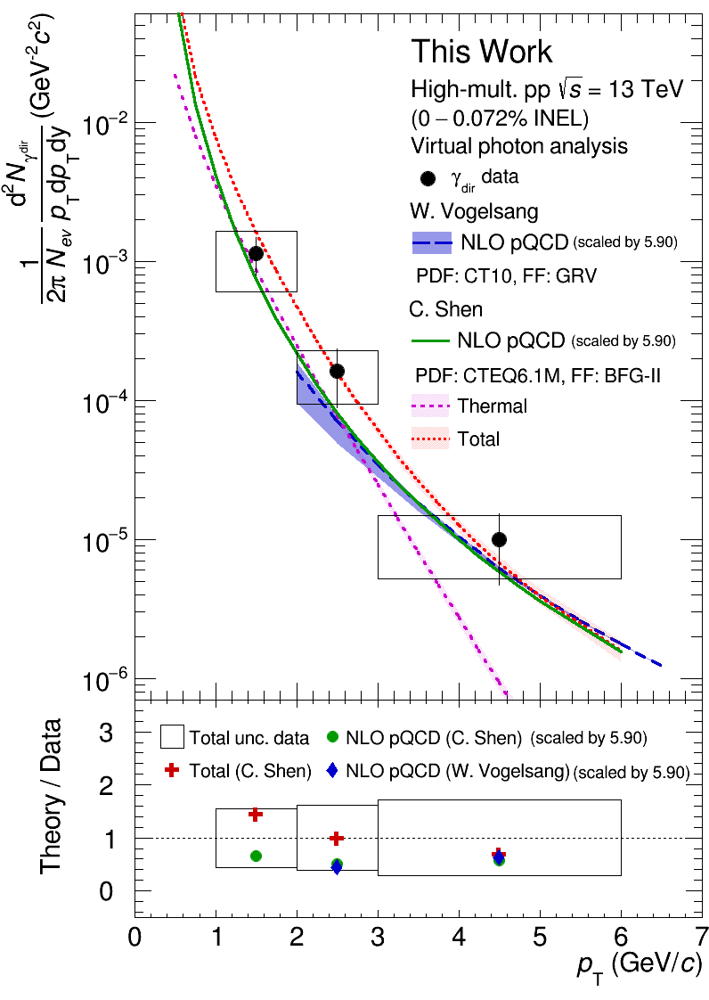 This Work
High-mult. pp √s = 13 TeV
(0 – 0.072% INEL)
Virtual photon analysis
γdir data
W. Vogelsang
NLO pQCD (scaled by 5.90)
PDF: CT10, FF: GRV
C. Shen
NLO pQCD (scaled by 5.90)
PDF: CTEQ6.1M, FF: BFG-II
Thermal
Total
1/2π Nev d²Nγdir/pTdpTdy (GeV⁻²c²)
10⁻²
10⁻³
10⁻⁴
10⁻⁵
10⁻⁶
Total unc. data
NLO pQCD (C. Shen) (scaled by 5.90)
Total (C. Shen)
NLO pQCD (W. Vogelsang) (scaled by 5.90)
Theory / Data
3
2
1
0
0 1 2 3 4 5 6 7
pT (GeV/c)